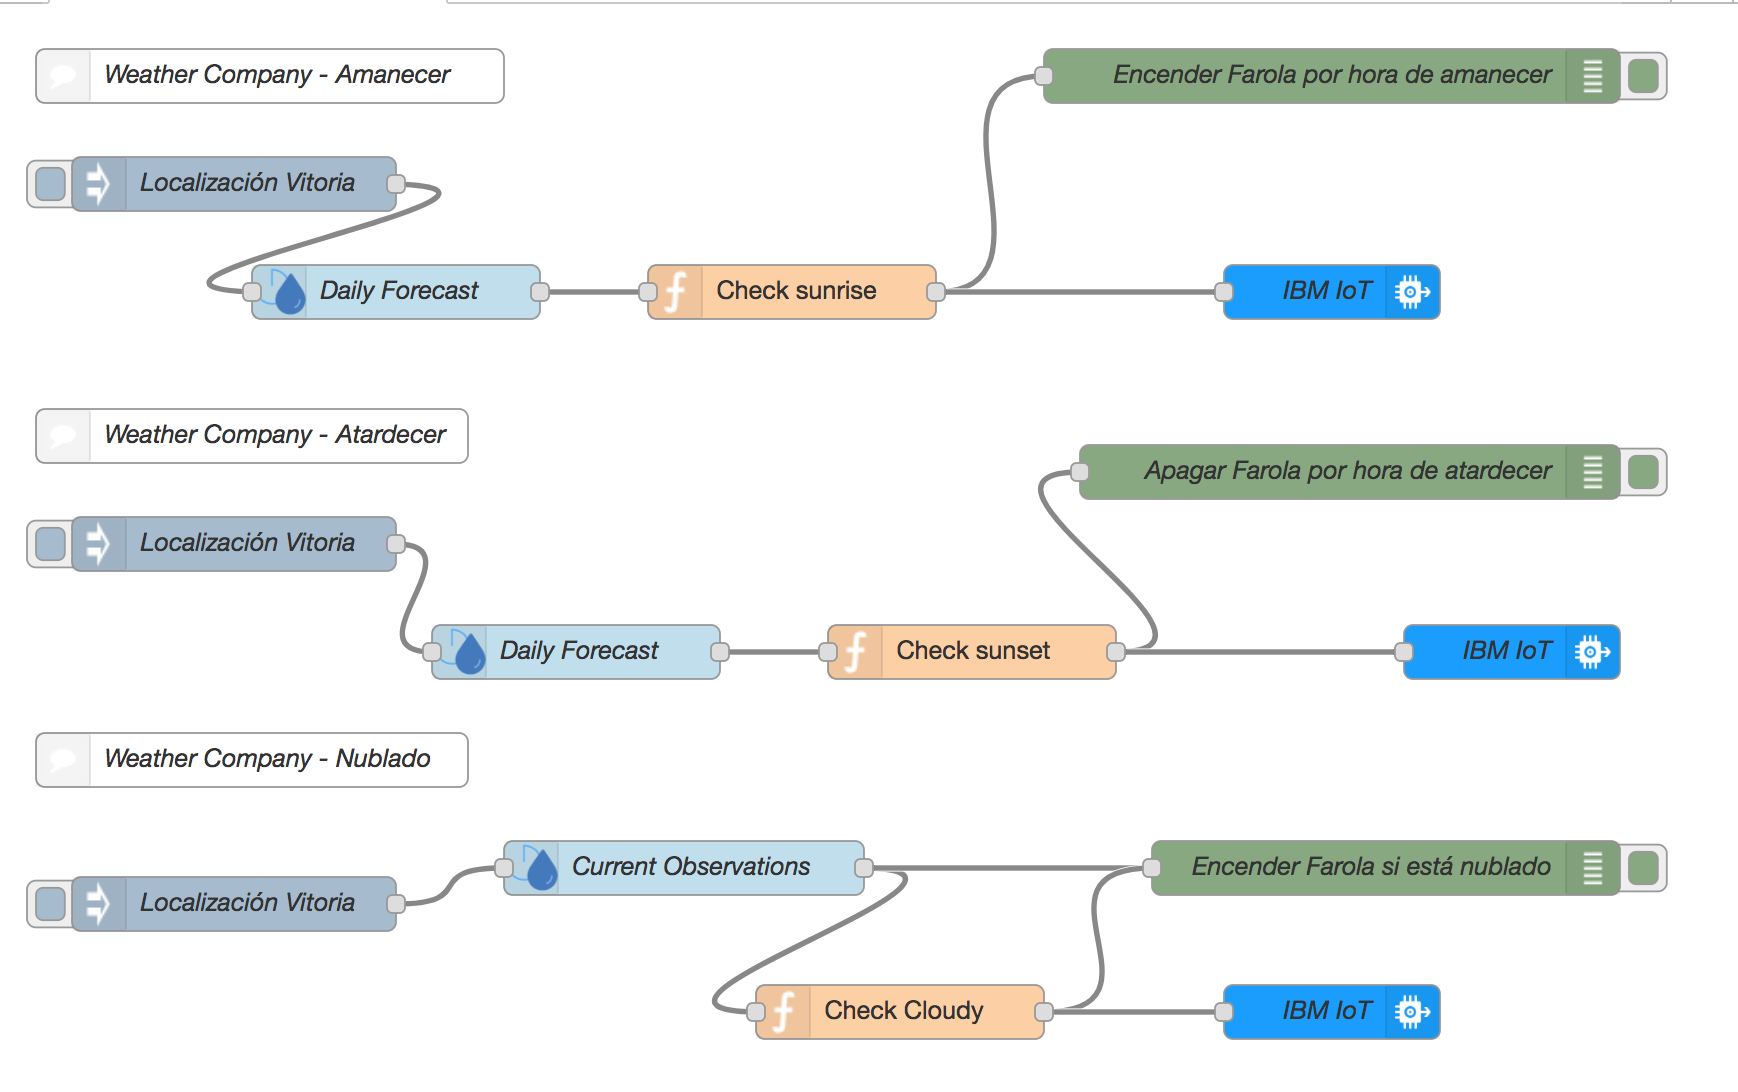 Weather Company - Amanecer
Encender Farola por hora de amanecer
Localización Vitoria
Daily Forecast
Check sunrise
IBM IoT
Weather Company - Atardecer
Apagar Farola por hora de atardecer
Localización Vitoria
Daily Forecast
Check sunset
IBM IoT
Weather Company - Nublado
Current Observations
Encender Farola si está nublado
Localización Vitoria
Check Cloudy
IBM IoT